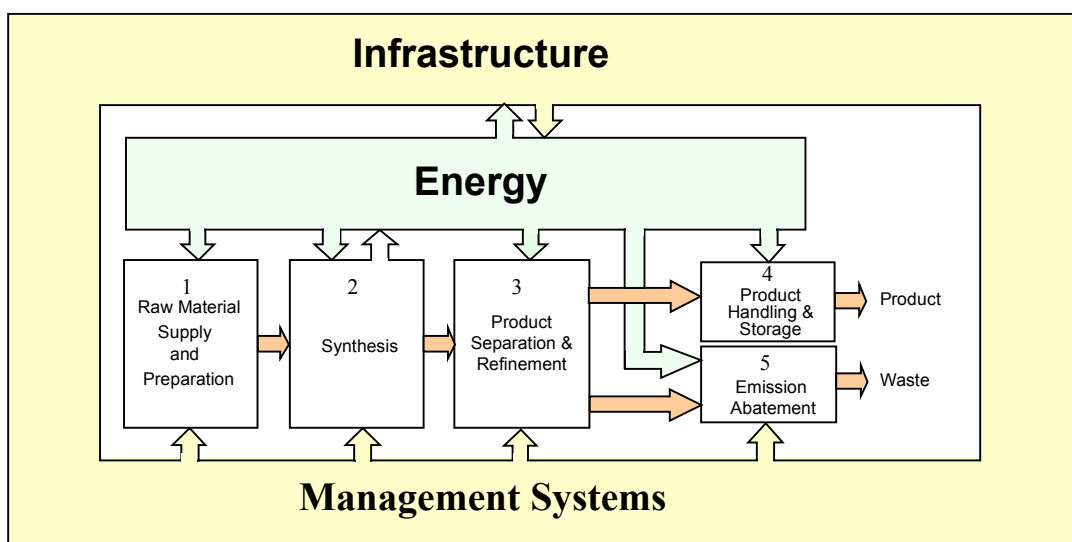 Infrastructure
Energy
1
Raw Material
Supply
and
Preparation
2
Synthesis
3
Product
Separation &
Refinement
4
Product
Handling &
Storage
Product
5
Emission
Abatement
Waste
Management Systems